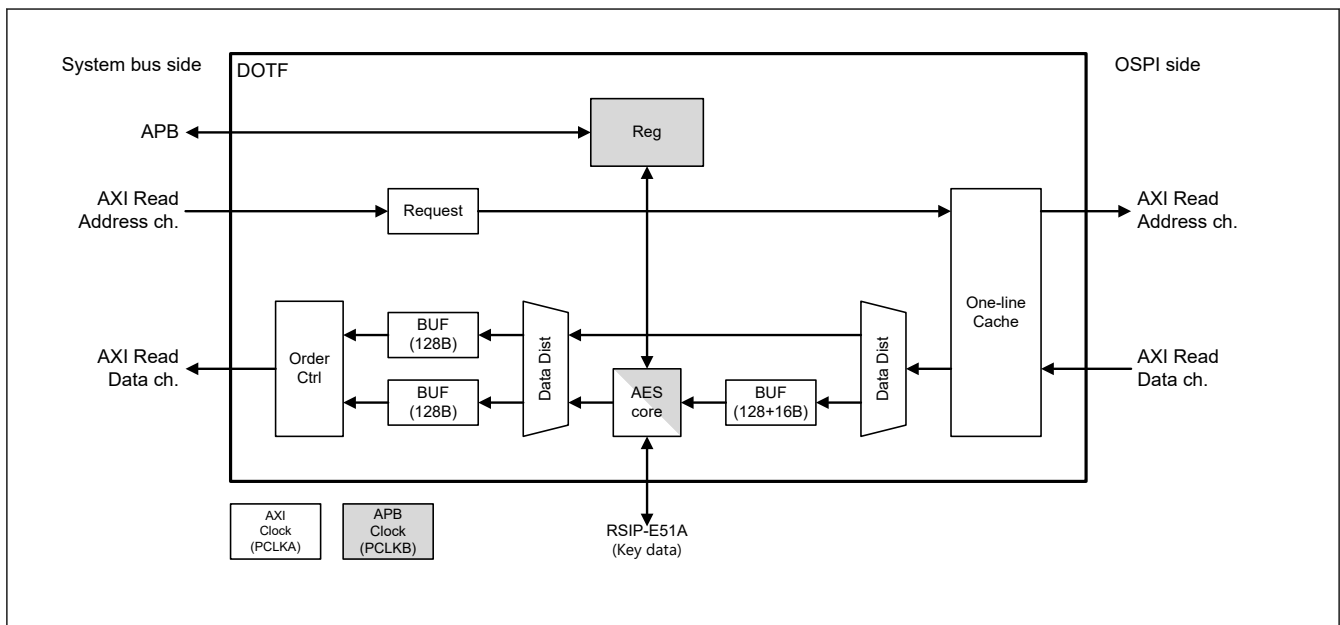 System bus side
DOTF
OSPI side
APB
Reg
AXI Read
Address ch.
Request
AXI Read
Address ch.
One-line
Cache
AXI Read
Data ch.
Order
Ctrl
BUF
(128B)
BUF
(128B)
Data Dist
AES
core
BUF
(128+16B)
Data Dist
AXI Read
Data ch.
AXI
Clock
(PCLKA)
APB
Clock
(PCLKB)
RSIP-E51A
(Key data)